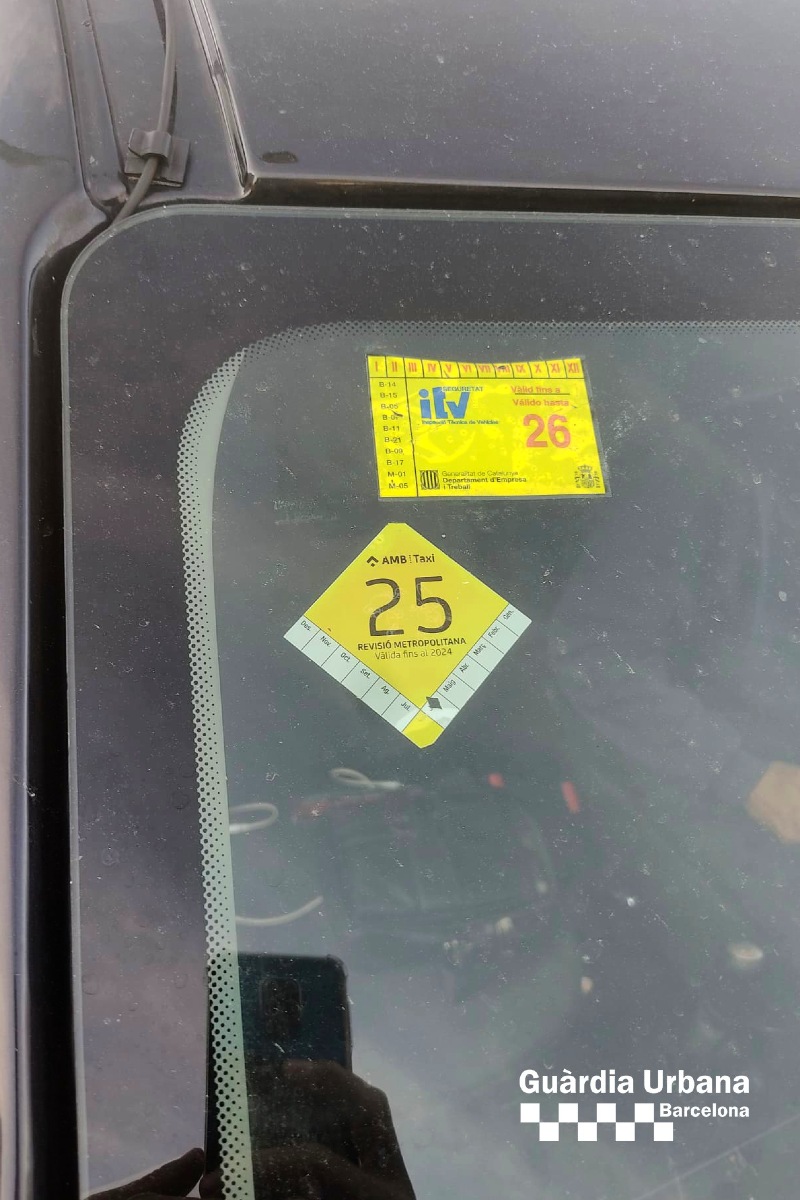 I II III IV V VI VII VIII IX X XI XII
B-14
B-15
B-05
B-11
B-21
B-09
B-17
M-01
M-05
SEGURETAT
itv
Inspecció Tècnica de Vehicles
Vàlid fins a
Válido hasta
26
Generalitat de Catalunya
Departament d'Empresa
i Treball
AMB Taxi
25
REVISIÓ METROPOLITANA
Vàlida fins al 2024
Des. Nov. Oct. Set. Ag. Jul.
Maig Abr. Març Febr. Gen.
Guàrdia Urbana
Barcelona